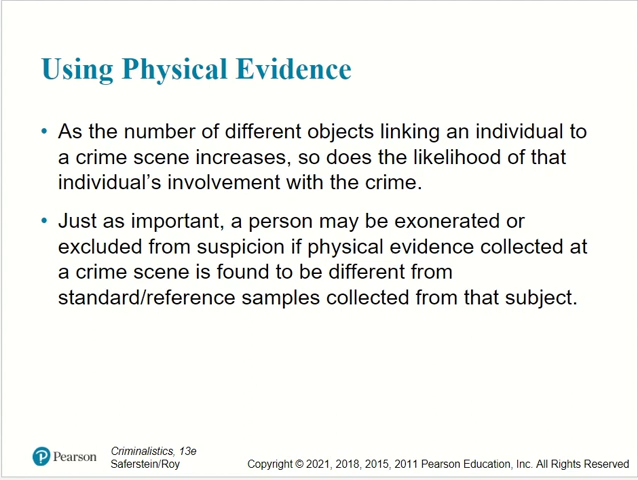 Using Physical Evidence
• As the number of different objects linking an individual to
a crime scene increases, so does the likelihood of that
individual's involvement with the crime.
• Just as important, a person may be exonerated or
excluded from suspicion if physical evidence collected at
a crime scene is found to be different from
standard/reference samples collected from that subject.
Pearson
Criminalistics, 13e
Saferstein/Roy
Copyright © 2021, 2018, 2015, 2011 Pearson Education, Inc. All Rights Reserved